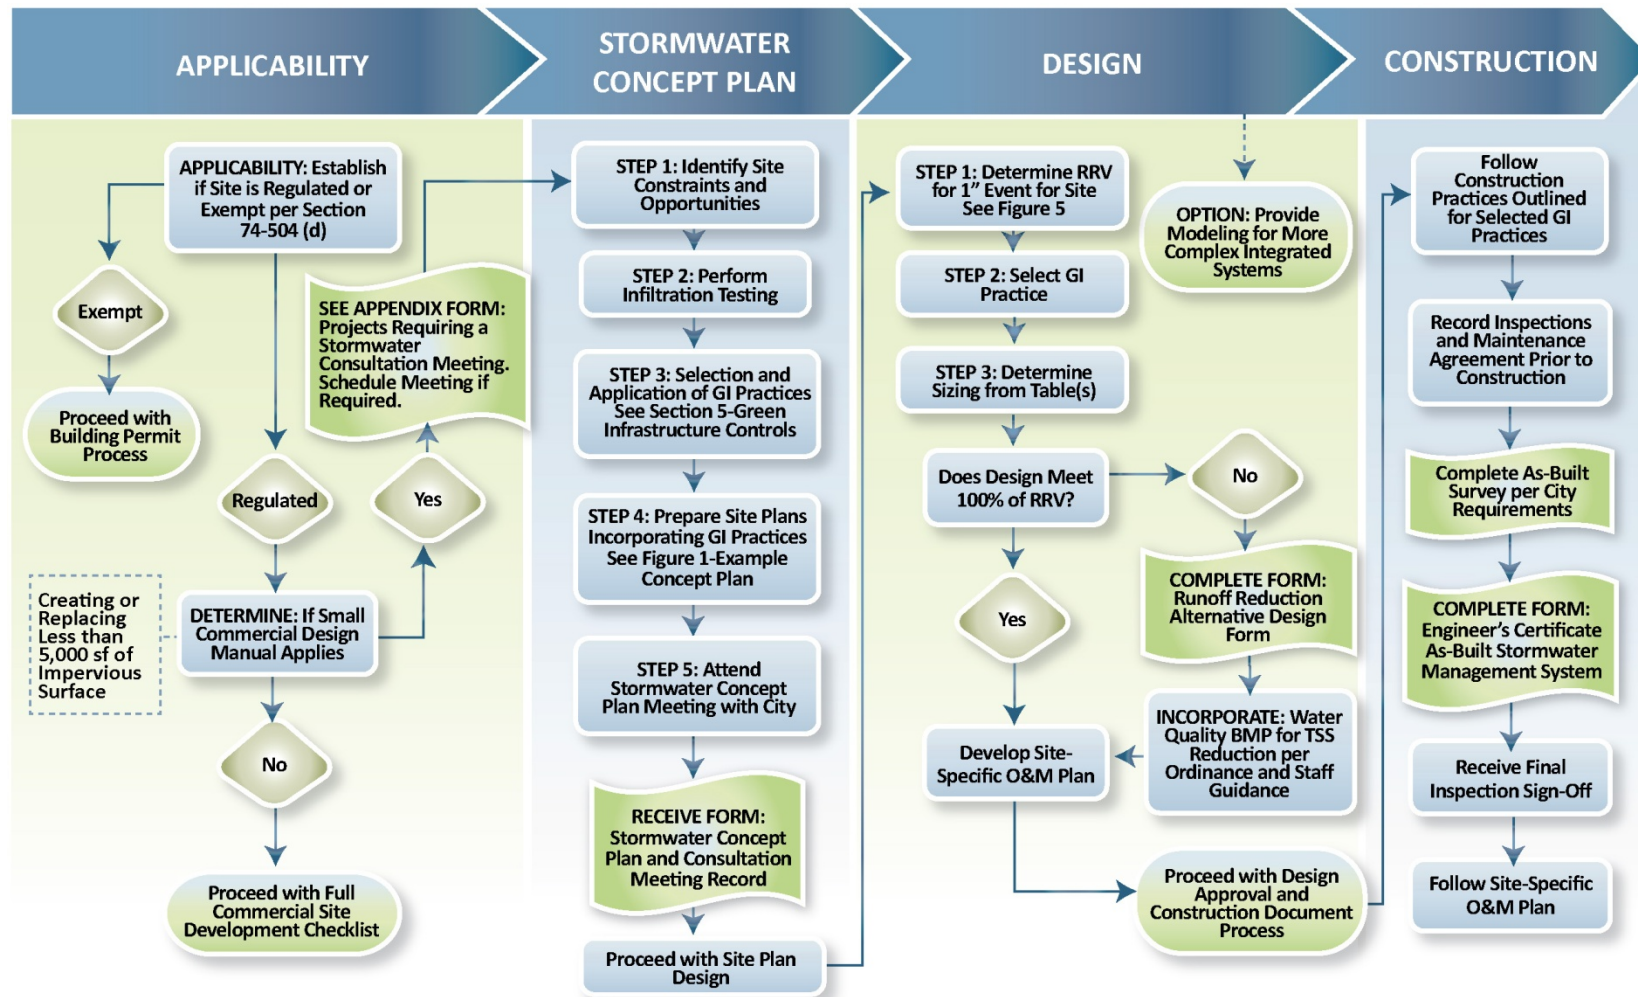 APPLICABILITY
STORMWATER
CONCEPT PLAN
DESIGN
CONSTRUCTION
APPLICABILITY: Establish
if Site is Regulated or
Exempt per Section
74-504 (d)
Exempt
Proceed with
Building Permit
Process
Regulated
Creating or
Replacing
Less than
5,000 sf of
Impervious
Surface
DETERMINE: If Small
Commercial Design
Manual Applies
No
Proceed with Full
Commercial Site
Development Checklist
Yes
SEE APPENDIX FORM:
Projects Requiring a
Stormwater
Consultation Meeting.
Schedule Meeting if
Required.
STEP 1: Identify Site
Constraints and
Opportunities
STEP 2: Perform
Infiltration Testing
STEP 3: Selection and
Application of GI Practices
See Section 5-Green
Infrastructure Controls
STEP 4: Prepare Site Plans
Incorporating GI Practices
See Figure 1-Example
Concept Plan
STEP 5: Attend
Stormwater Concept
Plan Meeting with City
RECEIVE FORM:
Stormwater Concept
Plan and Consultation
Meeting Record
Proceed with Site Plan
Design
STEP 1: Determine RRV
for 1” Event for Site
See Figure 5
STEP 2: Select GI
Practice
STEP 3: Determine
Sizing from Table(s)
Does Design Meet
100% of RRV?
Yes
Develop Site-
Specific O&M Plan
OPTION: Provide
Modeling for More
Complex Integrated
Systems
No
COMPLETE FORM:
Runoff Reduction
Alternative Design
Form
INCORPORATE: Water
Quality BMP for TSS
Reduction per
Ordinance and Staff
Guidance
Proceed with Design
Approval and
Construction Document
Process
Follow
Construction
Practices Outlined
for Selected GI
Practices
Record Inspections
and Maintenance
Agreement Prior to
Construction
Complete As-Built
Survey per City
Requirements
COMPLETE FORM:
Engineer’s Certificate
As-Built Stormwater
Management System
Receive Final
Inspection Sign-Off
Follow Site-Specific
O&M Plan